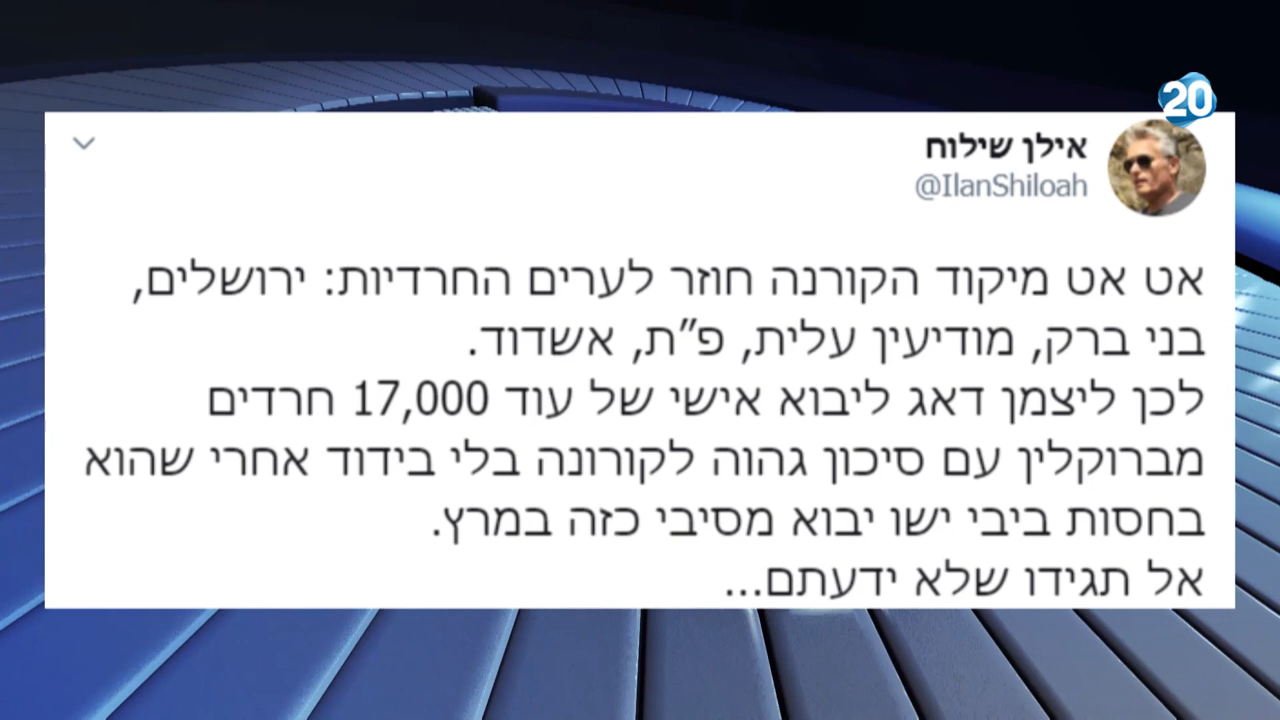 20
אילן שילוח
@IlanShiloah
אט אט מיקוד הקורנה חוזר לערים החרדיות: ירושלים,
בני ברק, מודיעין עלית, פ״ת, אשדוד.
לכן ליצמן דאג ליבוא אישי של עוד 17,000 חרדים
מברוקלין עם סיכון גהוה לקורונה בלי בידוד אחרי שהוא
בחסות ביבי ישו יבוא מסיבי כזה במרץ.
אל תגידו שלא ידעתם...